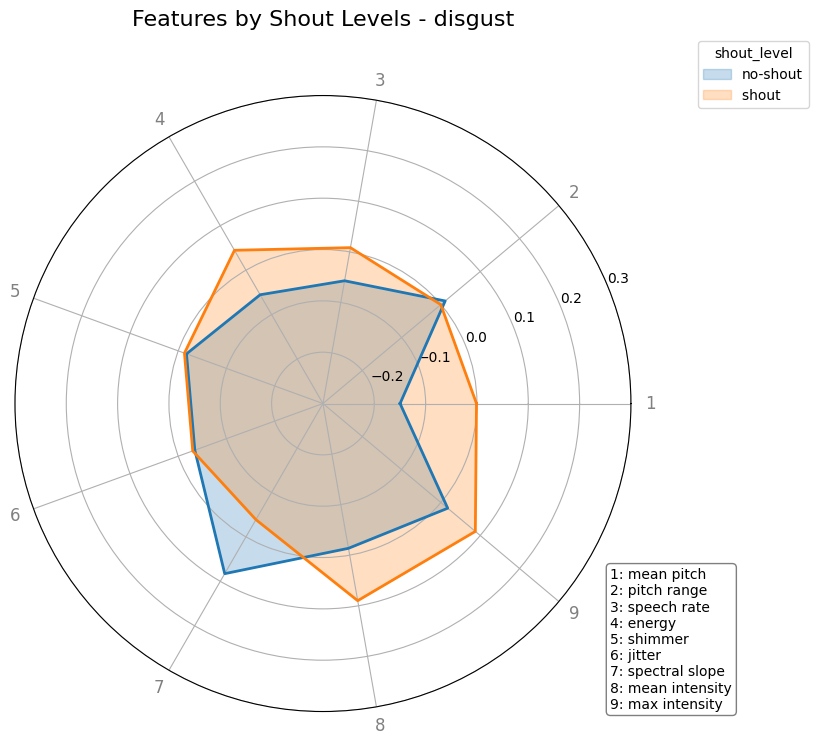 Features by Shout Levels - disgust
shout_level
no-shout
shout
3
4
2
5
0.3
0.2
0.1
0.0
−0.1
−0.2
1
6
9
7
8
1: mean pitch
2: pitch range
3: speech rate
4: energy
5: shimmer
6: jitter
7: spectral slope
8: mean intensity
9: max intensity